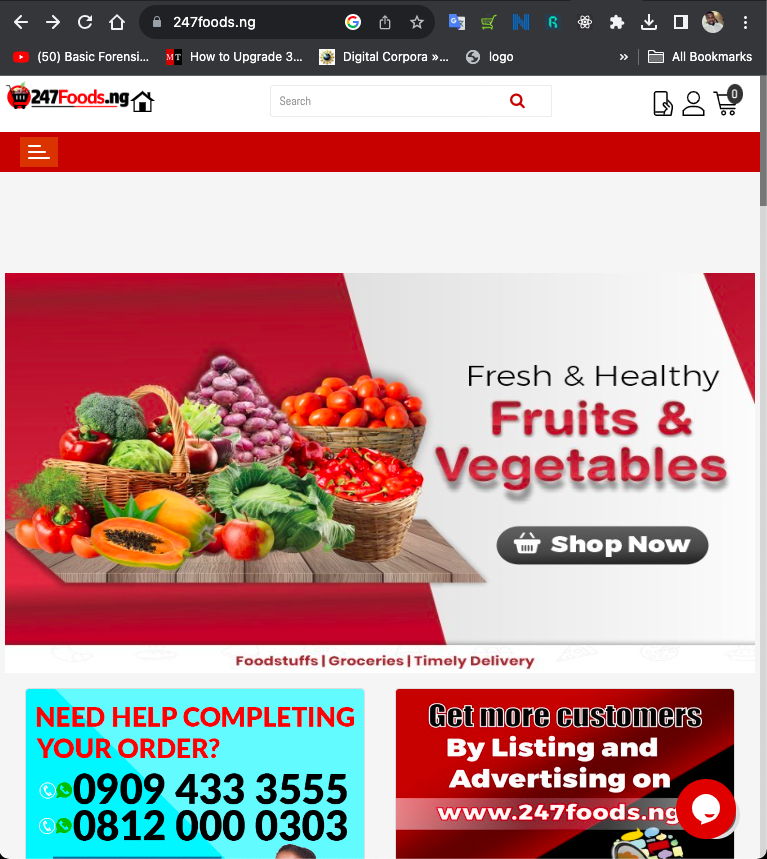 247foods.ng
(50) Basic Forensi...
MT
How to Upgrade 3...
Digital Corpora »...
logo
»
All Bookmarks
247Foods.ng
Search
0
Fresh & Healthy
Fruits &
Vegetables
Shop Now
Foodstuffs | Groceries | Timely Delivery
NEED HELP COMPLETING
YOUR ORDER?
0909 433 3555
0812 000 0303
Get more customers
By Listing and
Advertising on
www.247foods.ng